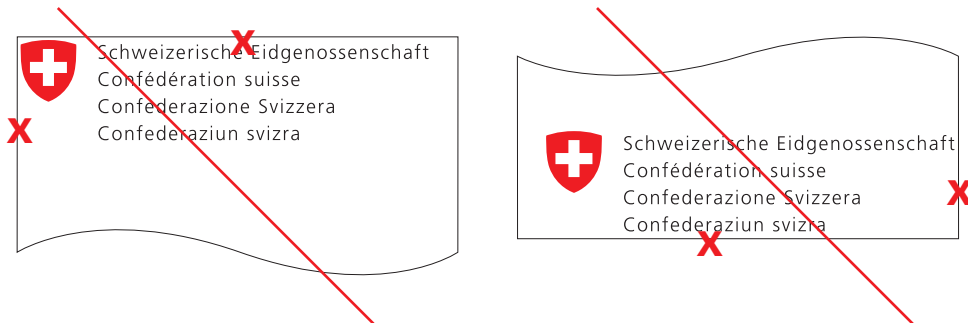 Schweizerische Eidgenossenschaft
Confédération suisse
Confederazione Svizzera
Confederaziun svizra
X
X
Schweizerische Eidgenossenschaft
Confédération suisse
Confederazione Svizzera
Confederaziun svizra
X
X